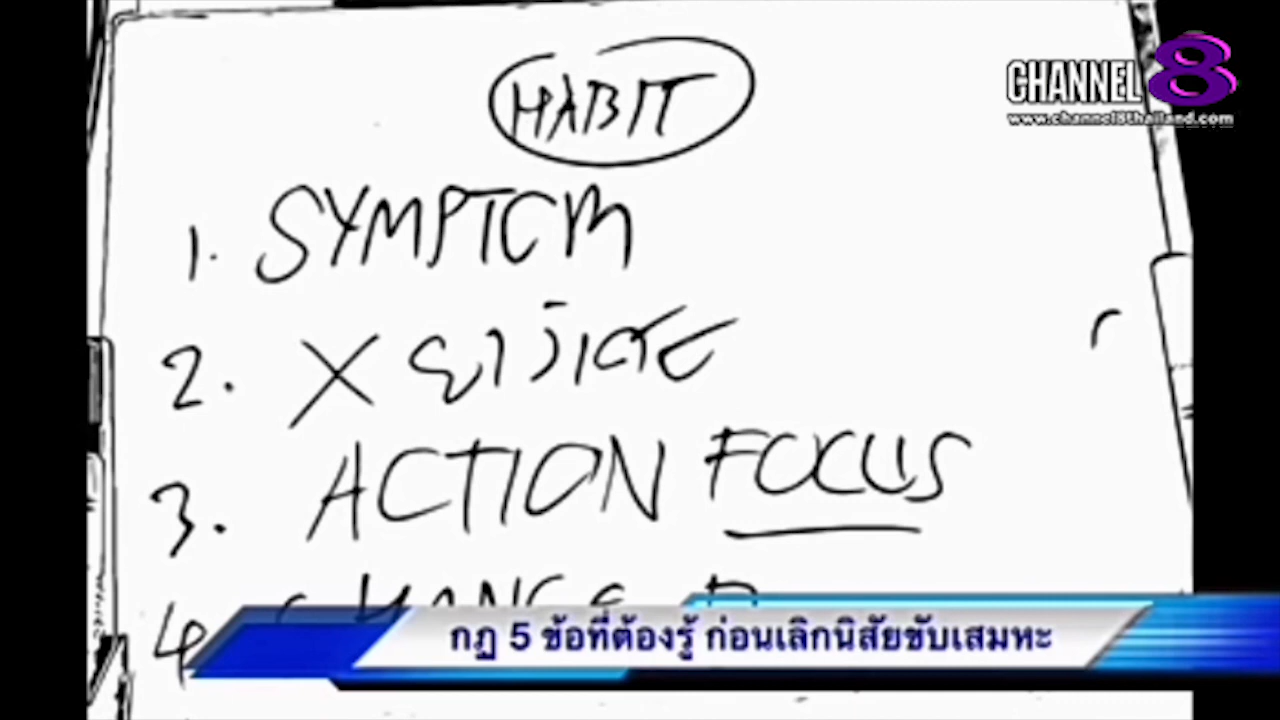 CHANNEL 8
www.channel8thailand.com
HABIT
1. SYMPTOM
2. X
3. ACTION FOCUS
4
กฎ 5 ข้อที่ต้องรู้ ก่อนเลิกนิสัยขับเสมหะ